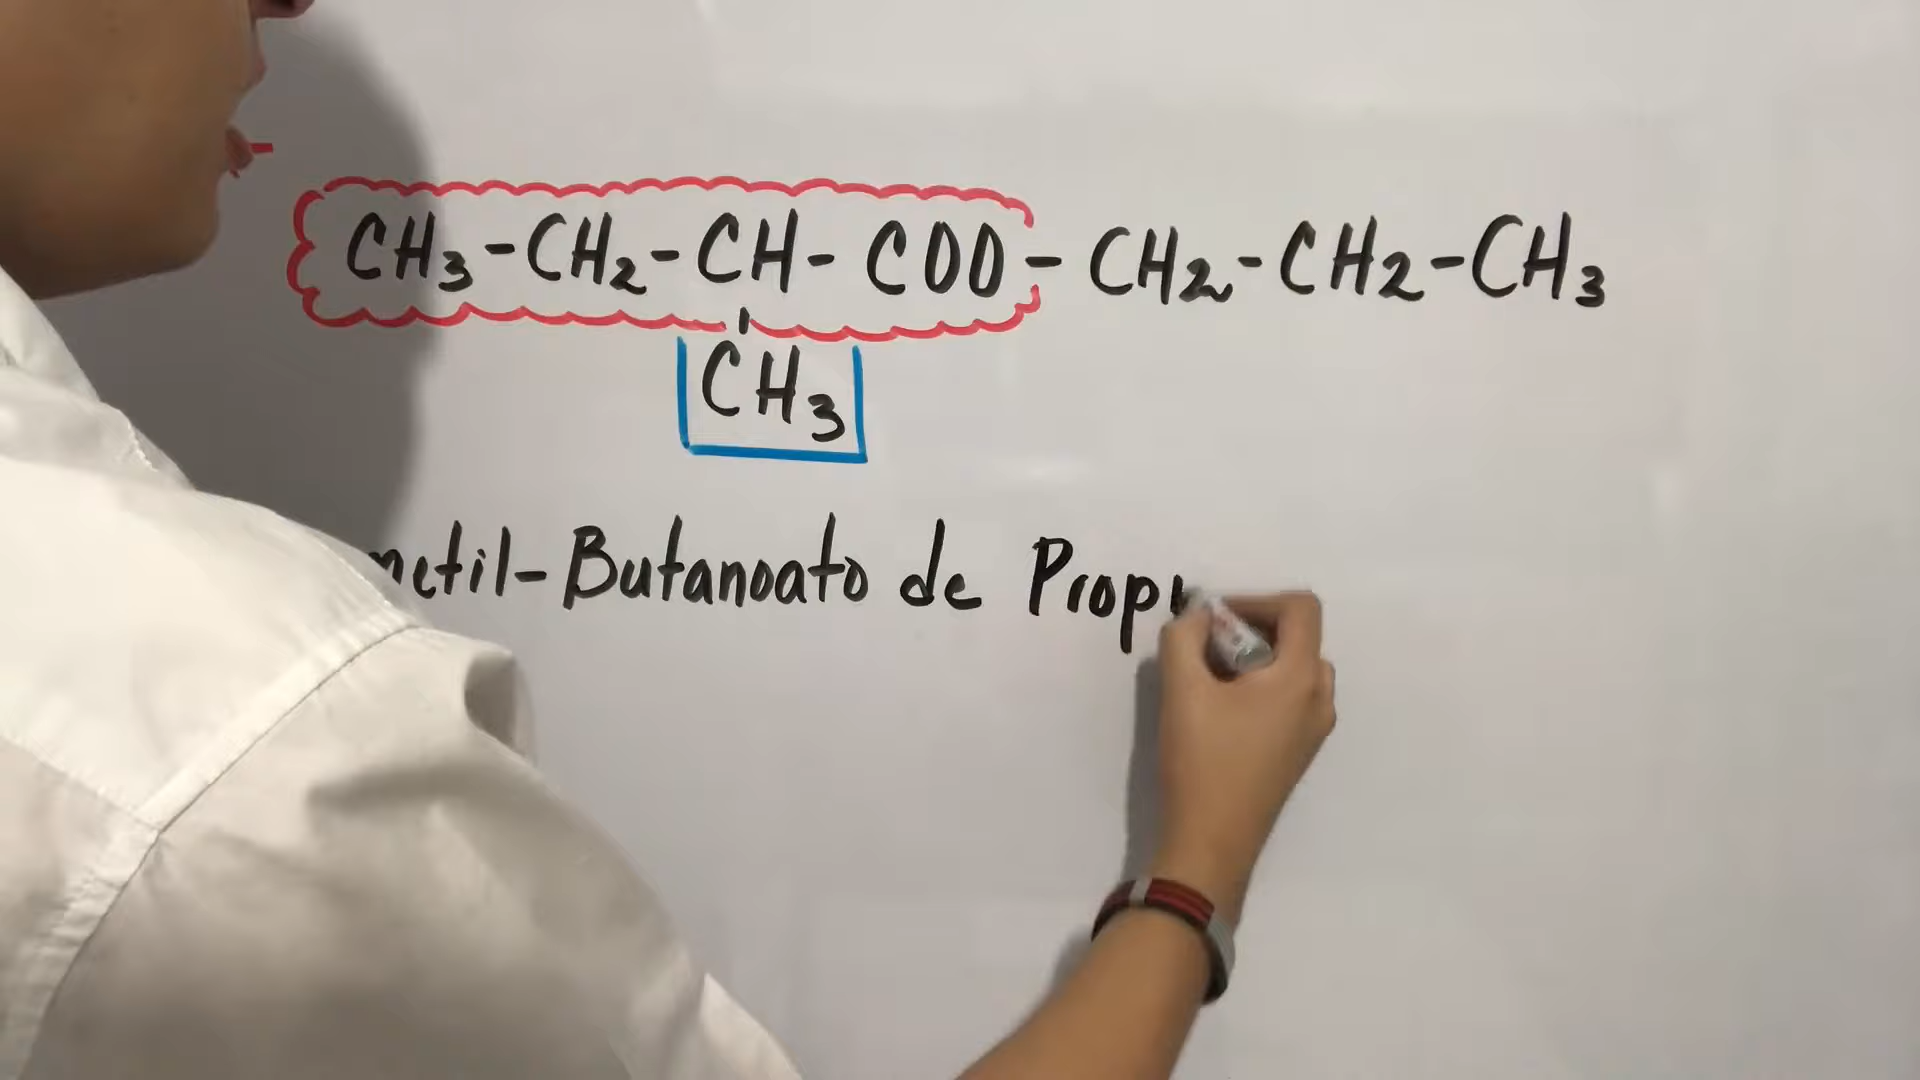 CH₃-CH₂-CH-COO-CH₂-CH₂-CH₃
CH₃
metil-Butanoato de Prop